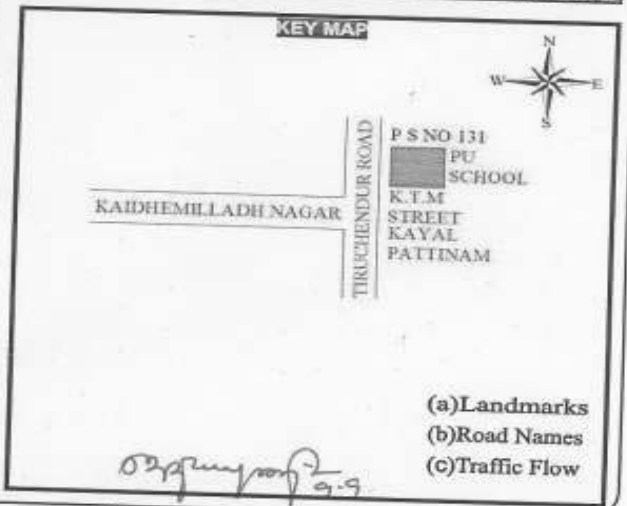 KEY MAP
N
W
E
S
P S NO 131
PU
SCHOOL
K.T.M
STREET
KAYAL
PATTINAM
KAIDHEMILLADH NAGAR
TIRUCHENDUR ROAD
(a)Landmarks
(b)Road Names
(c)Traffic Flow